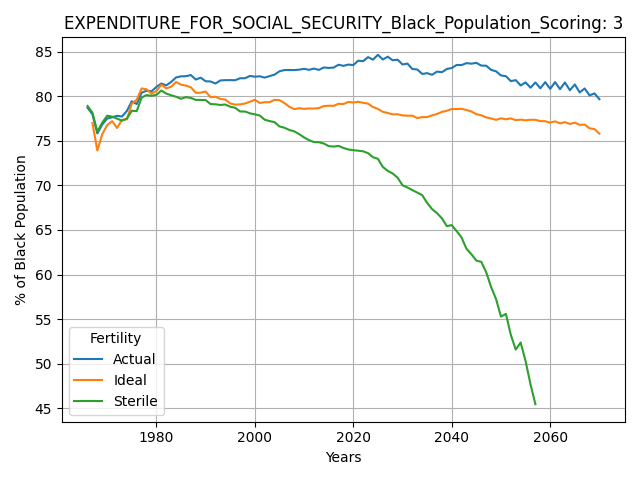 EXPENDITURE_FOR_SOCIAL_SECURITY_Black_Population_Scoring: 3
85
80
75
70
65
60
55
50
45
% of Black Population
Fertility
Actual
Ideal
Sterile
1980
2000
2020
2040
2060
Years